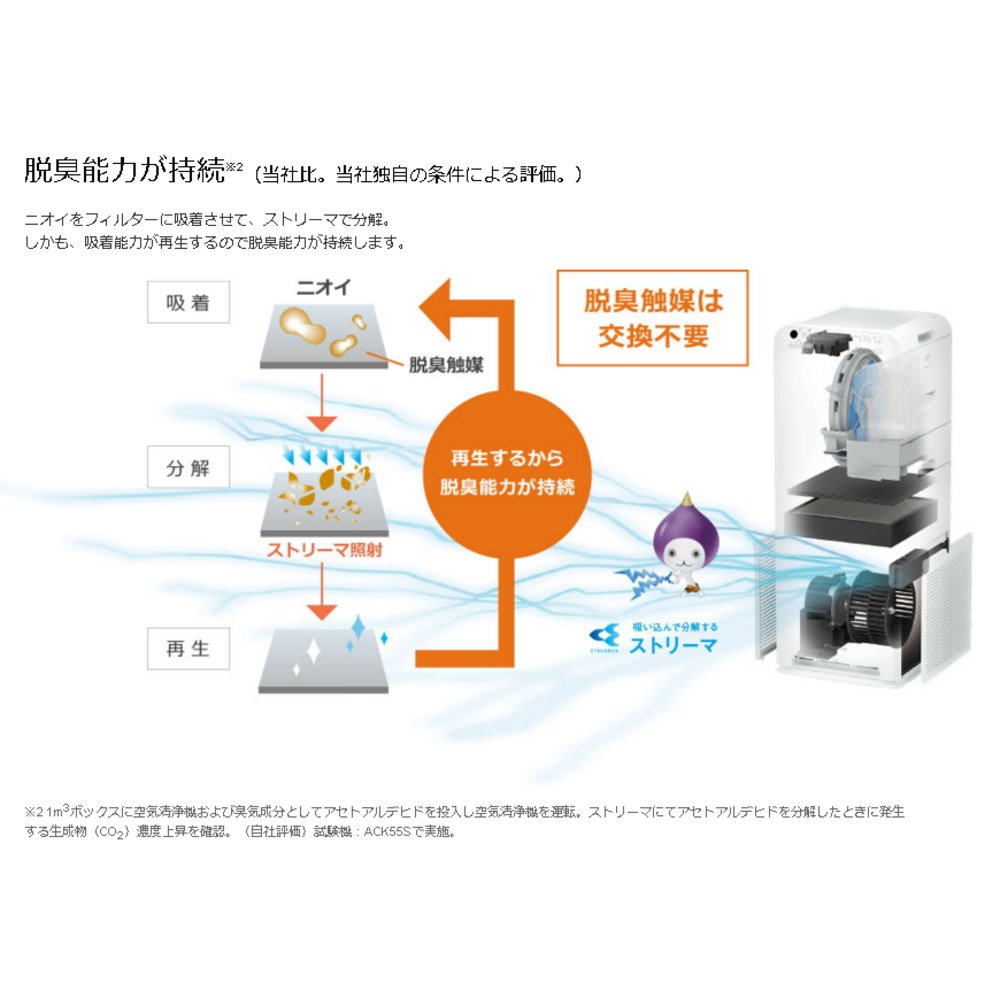 脱臭能力が持続※2（当社比。当社独自の条件による評価。）
ニオイをフィルターに吸着させて、ストリーマで分解。
しかも、吸着能力が再生するので脱臭能力が持続します。
吸着
ニオイ
脱臭触媒
脱臭触媒は
交換不要
分解
ストリーマ照射
再生するから
脱臭能力が持続
再生
吸い込んで分解する
ストリーマ
STREAMER
※2 1m³ボックスに空気清浄機および臭気成分としてアセトアルデヒドを投入し空気清浄機を運転。ストリーマにてアセトアルデヒドを分解したときに発生
する生成物（CO₂）濃度上昇を確認。（自社評価）試験機：ACK55Sで実施。